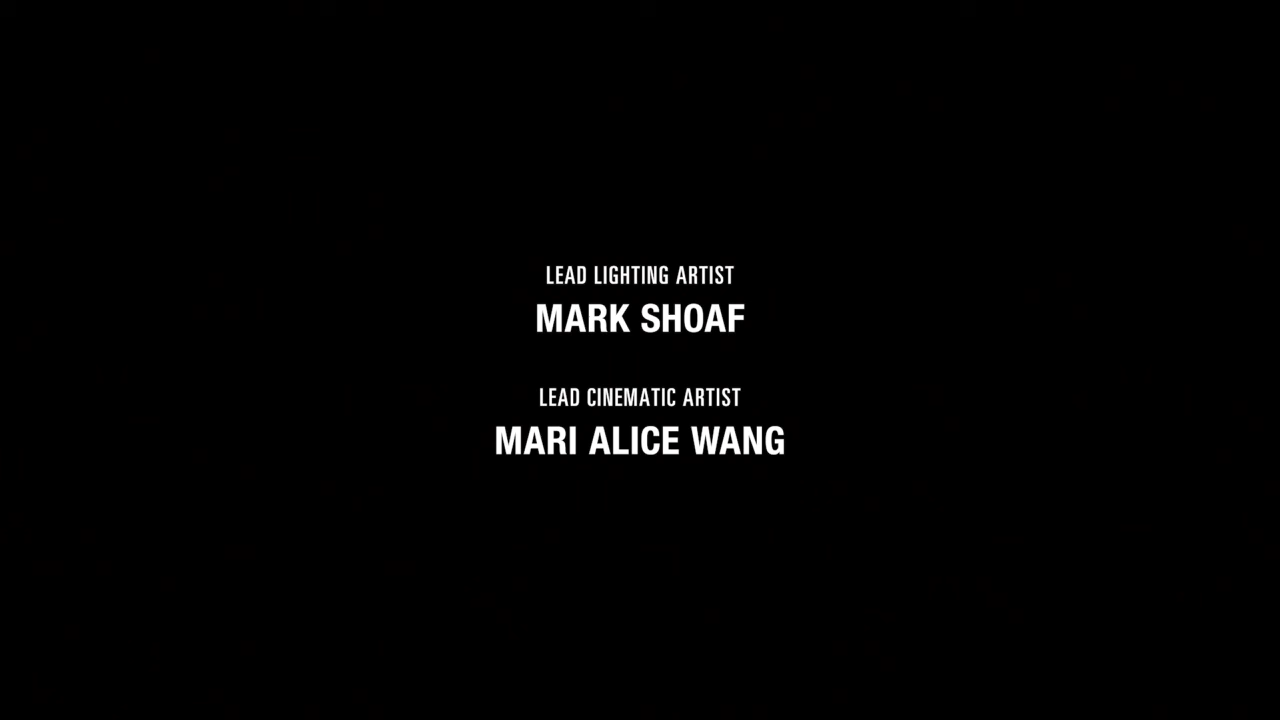 LEAD LIGHTING ARTIST
MARK SHOAF
LEAD CINEMATIC ARTIST
MARI ALICE WANG